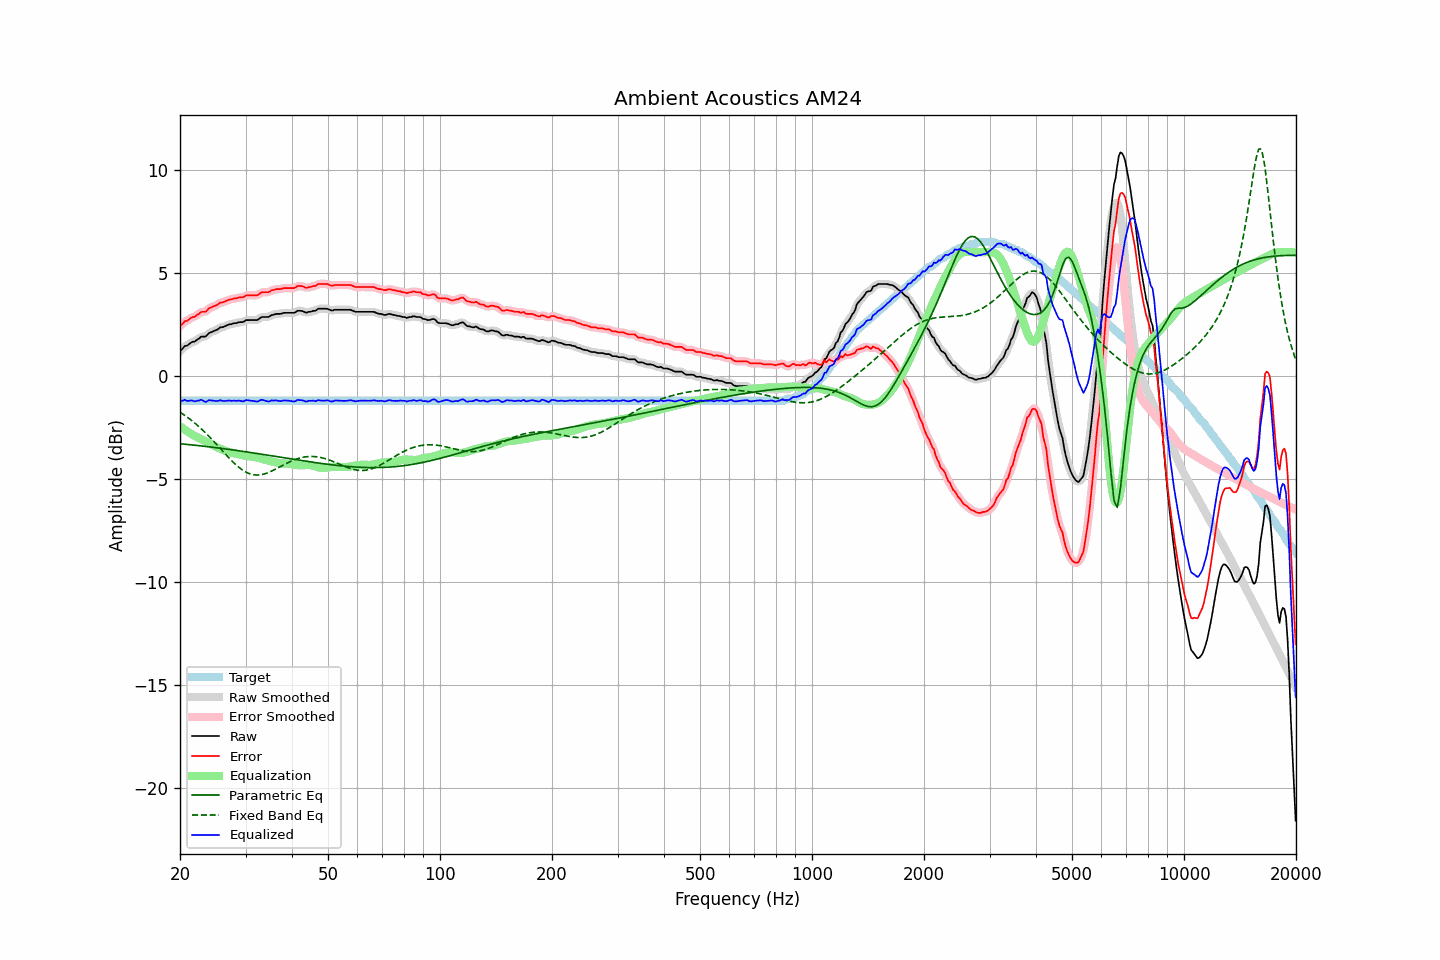 Ambient Acoustics AM24
10
5
0
−5
−10
−15
−20
Amplitude (dBr)
Target
Raw Smoothed
Error Smoothed
Raw
Error
Equalization
Parametric Eq
Fixed Band Eq
Equalized
20 50 100 200 500 1000 2000 5000 10000 20000
Frequency (Hz)